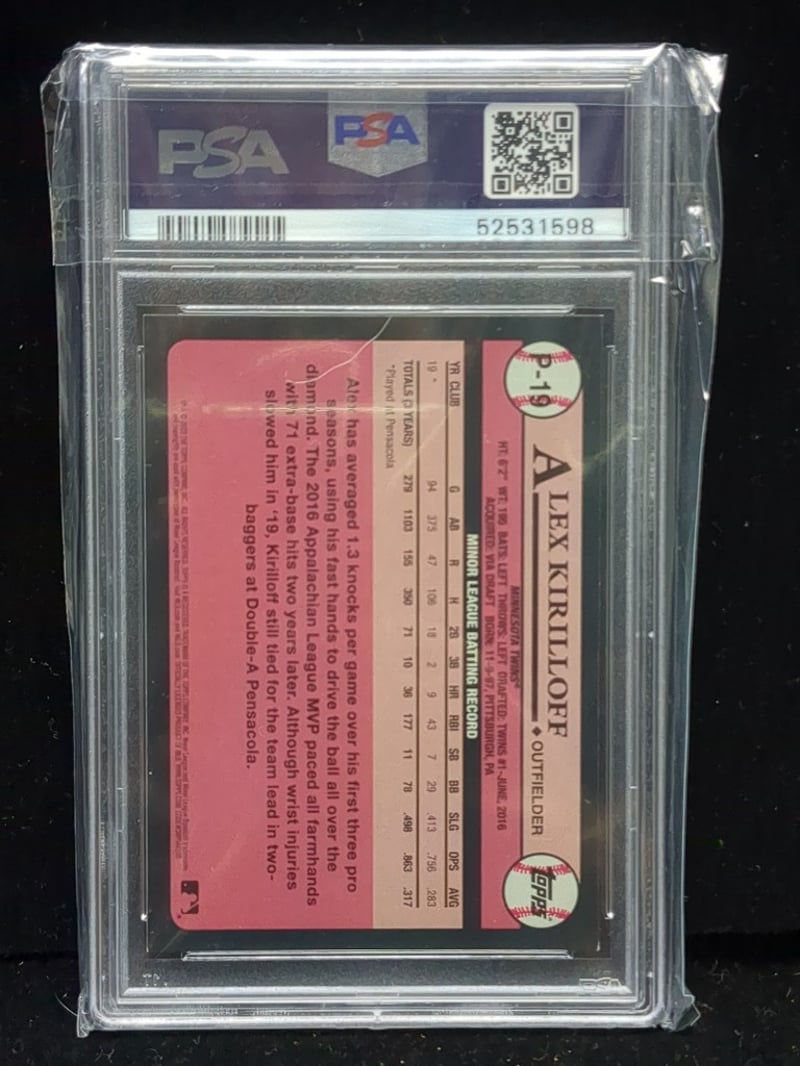 PSA
PSA
52531598
P-19
ALEX KIRILLOFF ◆ OUTFIELDER
MINNESOTA TWINS®
HT: 6'2" WT: 195 BATS: LEFT THROWS: LEFT DRAFTED: TWINS #1-JUNE, 2016
ACQUIRED: VIA DRAFT BORN: 11-9-97, PITTSBURGH, PA
Topps®
MINOR LEAGUE BATTING RECORD
YR CLUB G AB R H 2B 3B HR RBI SB BB SLG OPS AVG
19 * 94 375 47 106 18 2 9 43 7 29 .413 .756 .283
TOTALS (3 YEARS) 279 1103 155 350 71 10 36 177 11 78 .498 .863 .317
*Played at Pensacola
Alex has averaged 1.3 knocks per game over his first three pro
seasons, using his fast hands to drive the ball all over the
diamond. The 2016 Appalachian League MVP paced all farmhands
with 71 extra-base hits two years later. Although wrist injuries
slowed him in '19, Kirilloff still tied for the team lead in two-
baggers at Double-A Pensacola.